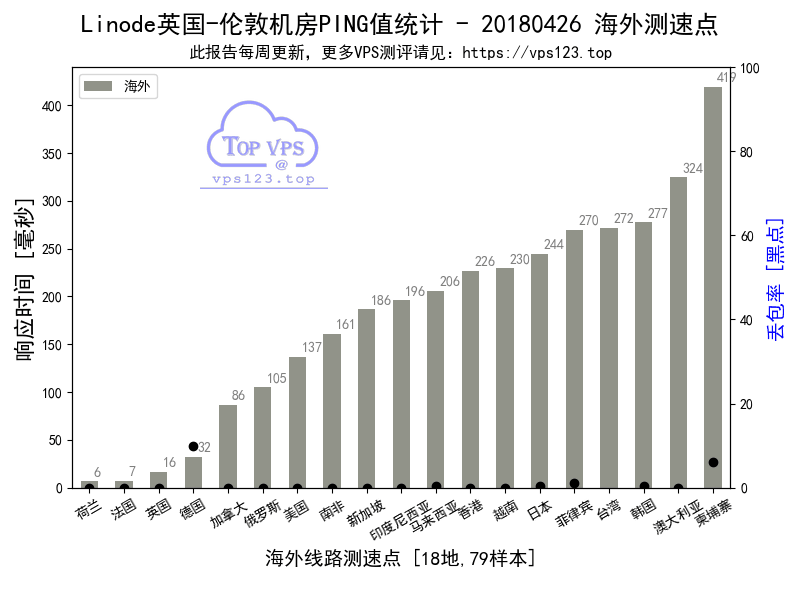 Linode英国-伦敦机房PING值统计 - 20180426 海外测速点
此报告每周更新，更多VPS测评请见：https://vps123.top
海外
TOP VPS
@
vps123.top
响应时间 [毫秒]
400
350
300
250
200
150
100
50
0
6
7
16
32
86
105
137
161
186
196
206
226
230
244
270
272
277
324
419
100
80
60
40
20
0
丢包率 [黑点]
荷兰
法国
英国
德国
加拿大
俄罗斯
美国
南非
新加坡
印度尼西亚
马来西亚
香港
越南
日本
菲律宾
台湾
韩国
澳大利亚
柬埔寨
海外线路测速点 [18地,79样本]